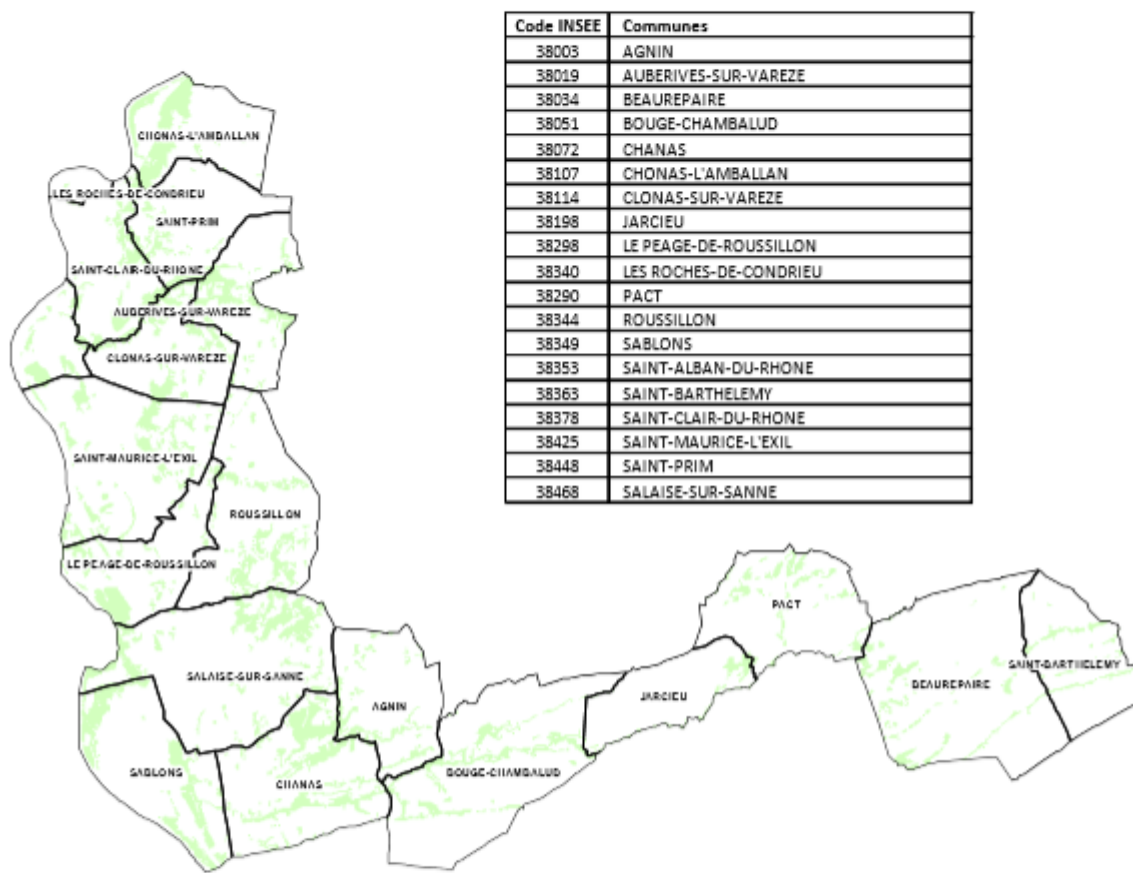 Code INSEE Communes
38003 AGNIN
38019 AUBERIVES-SUR-VAREZE
38034 BEAUREPAIRE
38051 BOUGE-CHAMBALUD
38072 CHANAS
38107 CHONAS-L'AMBALLAN
38114 CLONAS-SUR-VAREZE
38198 JARCIEU
38298 LE PEAGE-DE-ROUSSILLON
38340 LES ROCHES-DE-CONDRIEU
38290 PACT
38344 ROUSSILLON
38349 SABLONS
38353 SAINT-ALBAN-DU-RHONE
38363 SAINT-BARTHELEMY
38378 SAINT-CLAIR-DU-RHONE
38425 SAINT-MAURICE-L'EXIL
38448 SAINT-PRIM
38468 SALAISE-SUR-SANNE
CHONAS-L'AMBALLAN
LES ROCHES-DE-CONDRIEU
SAINT-PRIM
SAINT-CLAIR-DU-RHONE
AUBERIVES-SUR-VAREZE
CLONAS-SUR-VAREZE
SAINT-MAURICE-L'EXIL
ROUSSILLON
LE PEAGE-DE-ROUSSILLON
PACT
SAINT-BARTHELEMY
SALAISE-SUR-SANNE
BEAUREPAIRE
JARCIEU
AGNIN
SABLONS
CHANAS
BOUGE-CHAMBALUD